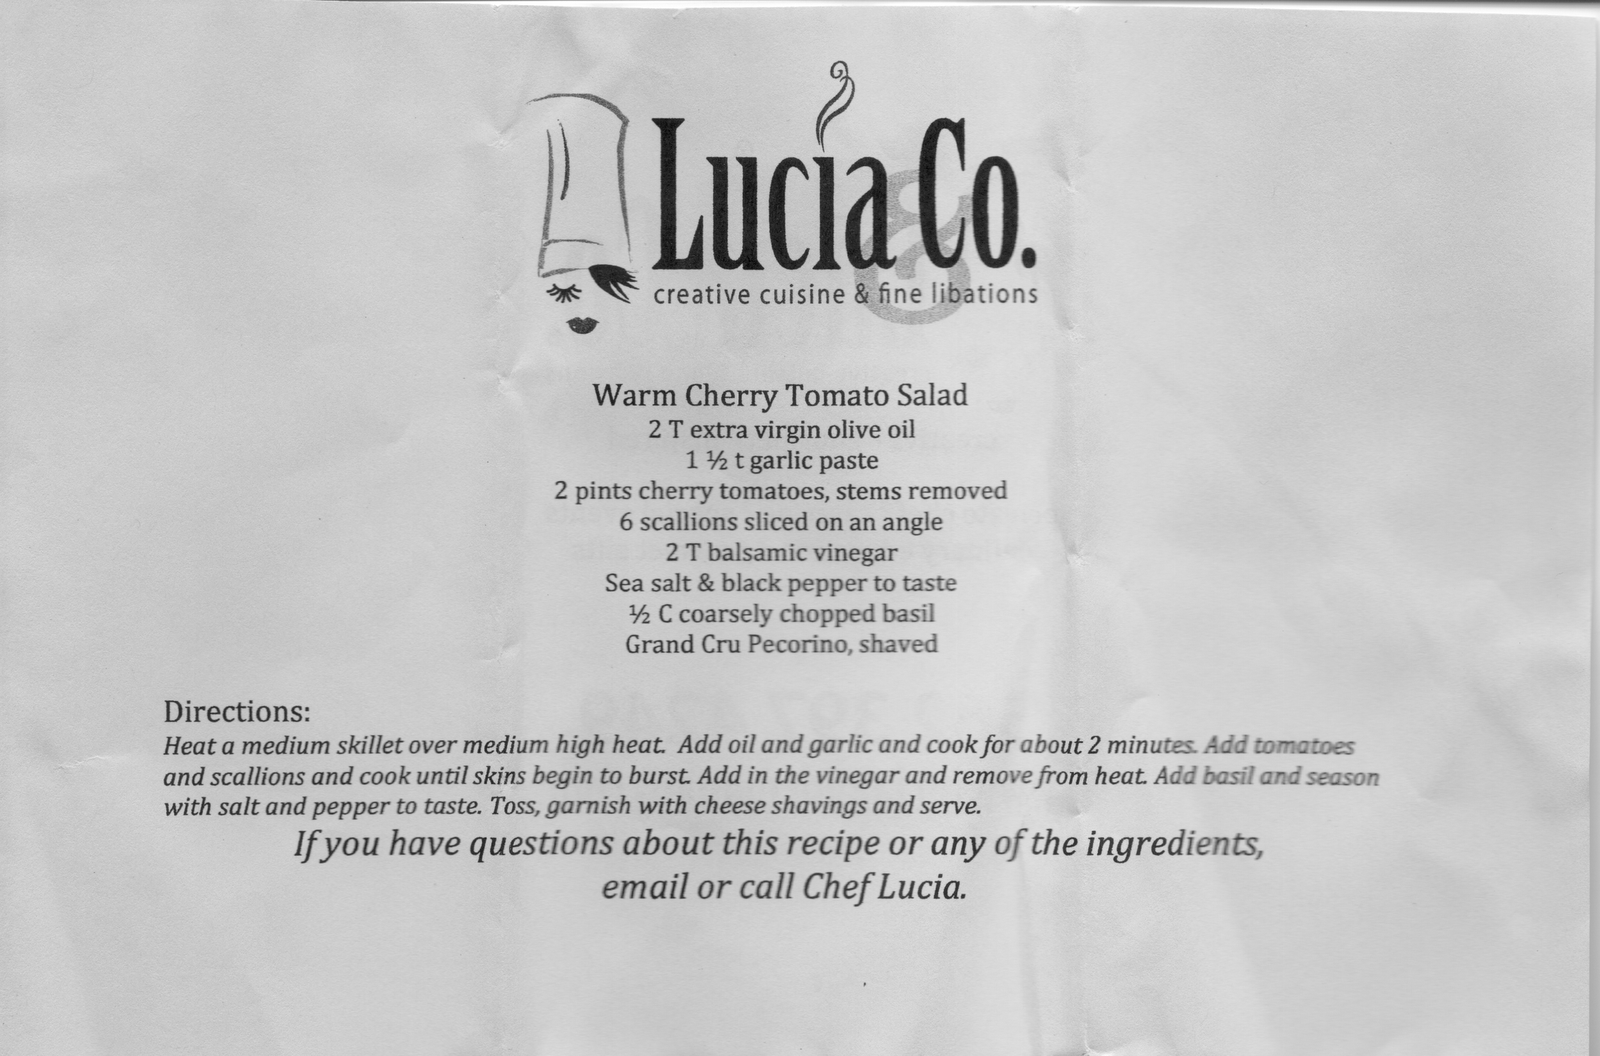 Lucia & Co.
creative cuisine & fine libations
Warm Cherry Tomato Salad
2 T extra virgin olive oil
1 ½ t garlic paste
2 pints cherry tomatoes, stems removed
6 scallions sliced on an angle
2 T balsamic vinegar
Sea salt & black pepper to taste
½ C coarsely chopped basil
Grand Cru Pecorino, shaved
Directions:
Heat a medium skillet over medium high heat.  Add oil and garlic and cook for about 2 minutes. Add tomatoes
and scallions and cook until skins begin to burst. Add in the vinegar and remove from heat. Add basil and season
with salt and pepper to taste. Toss, garnish with cheese shavings and serve.
If you have questions about this recipe or any of the ingredients,
email or call Chef Lucia.